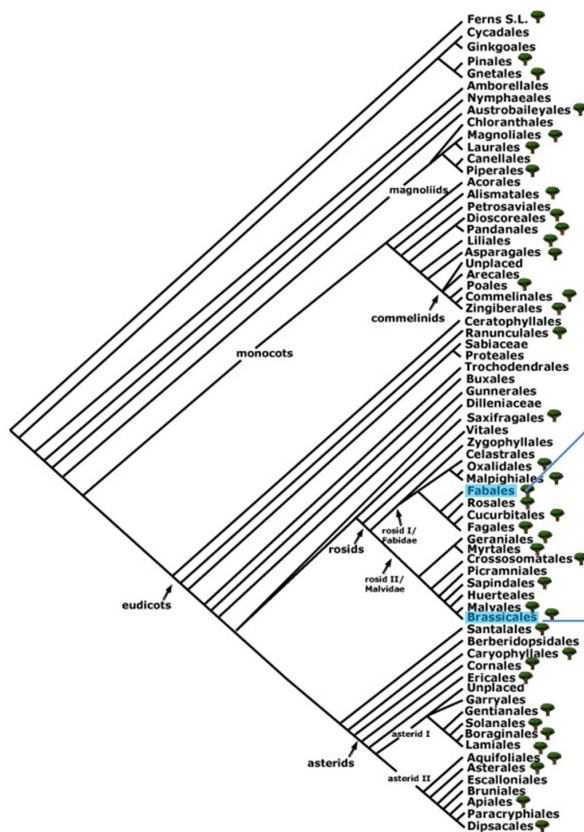 Ferns S.L.
Cycadales
Ginkgoales
Pinales
Gnetales
Amborellales
Nymphaeales
Austrobaileyales
Chloranthales
Magnoliales
Laurales
Canellales
Piperales
magnoliids
Acorales
Alismatales
Petrosaviales
Dioscoreales
Pandanales
Liliales
Asparagales
Unplaced
Arecales
Poales
Commelinales
Zingiberales
commelinids
monocots
Ceratophyllales
Ranunculales
Sabiaceae
Proteales
Trochodendrales
Buxales
Gunnerales
Dilleniaceae
Saxifragales
Vitales
Zygophyllales
Celastrales
Oxalidales
Malpighiales
Fabales
Rosales
Cucurbitales
Fagales
rosid I/
Fabidae
rosids
Geraniales
Myrtales
Crossosomatales
Picramniales
Sapindales
Huerteales
Malvales
Brassicales
rosid II/
Malvidae
eudicots
Santalales
Berberidopsidales
Caryophyllales
Cornales
Ericales
Unplaced
Garryales
Gentianales
Solanales
Boraginales
Lamiales
asterid I
asterids
Aquifoliales
Asterales
Escalloniales
Bruniales
Apiales
Paracryphiales
Dipsacales
asterid II